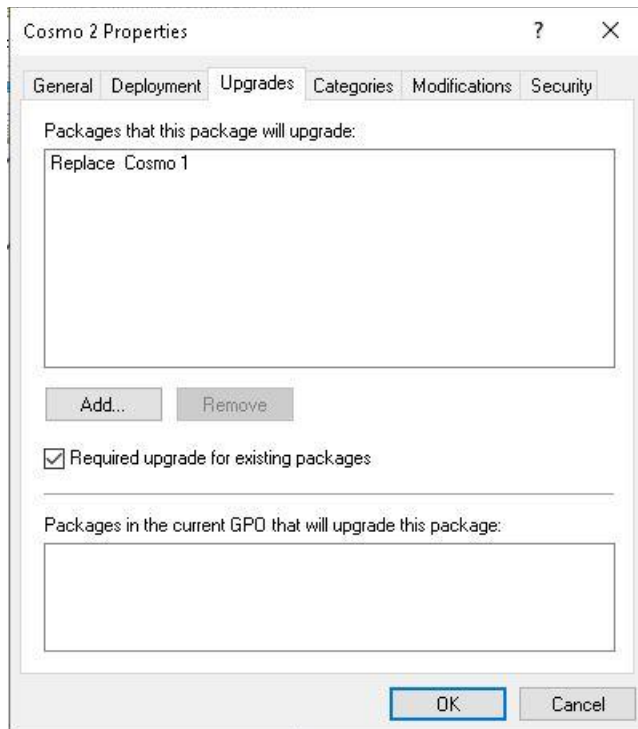 Cosmo 2 Properties ? ×
General Deployment Upgrades Categories Modifications Security
Packages that this package will upgrade:
Replace Cosmo 1
Add... Remove
Required upgrade for existing packages
Packages in the current GPO that will upgrade this package:
OK Cancel